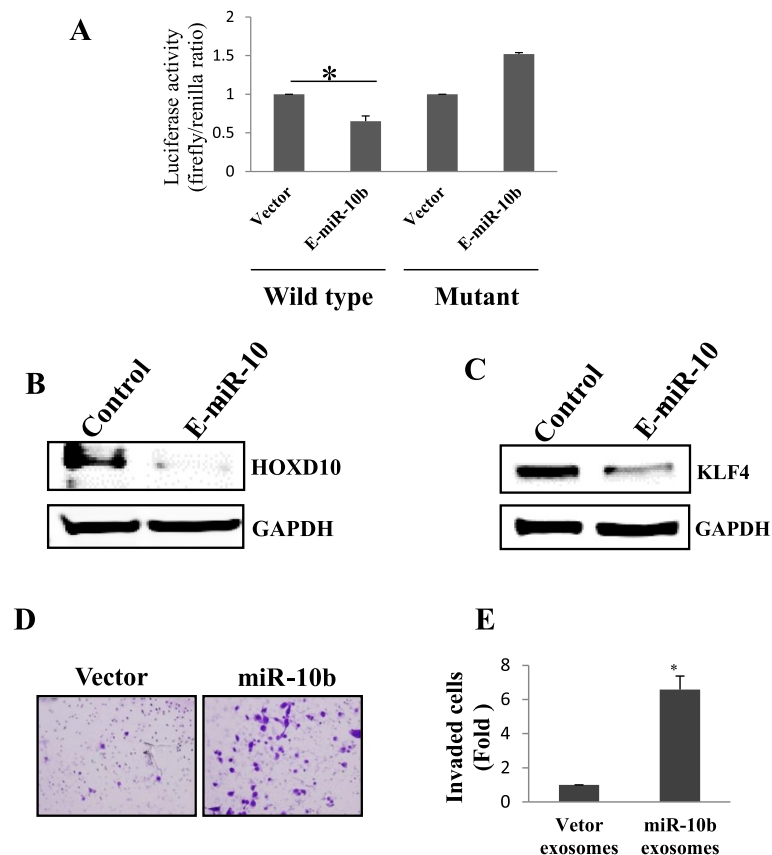 A
Luciferase activity
(firefly/renilla ratio)
2
1.5
1
0.5
0
*
Vector
E-miR-10b
Vector
E-miR-10b
Wild type
Mutant
B
Control
E-miR-10
HOXD10
GAPDH
C
Control
E-miR-10
KLF4
GAPDH
D
Vector
miR-10b
E
Invaded cells
(Fold )
8
6
4
2
0
*
Vetor
exosomes
miR-10b
exosomes